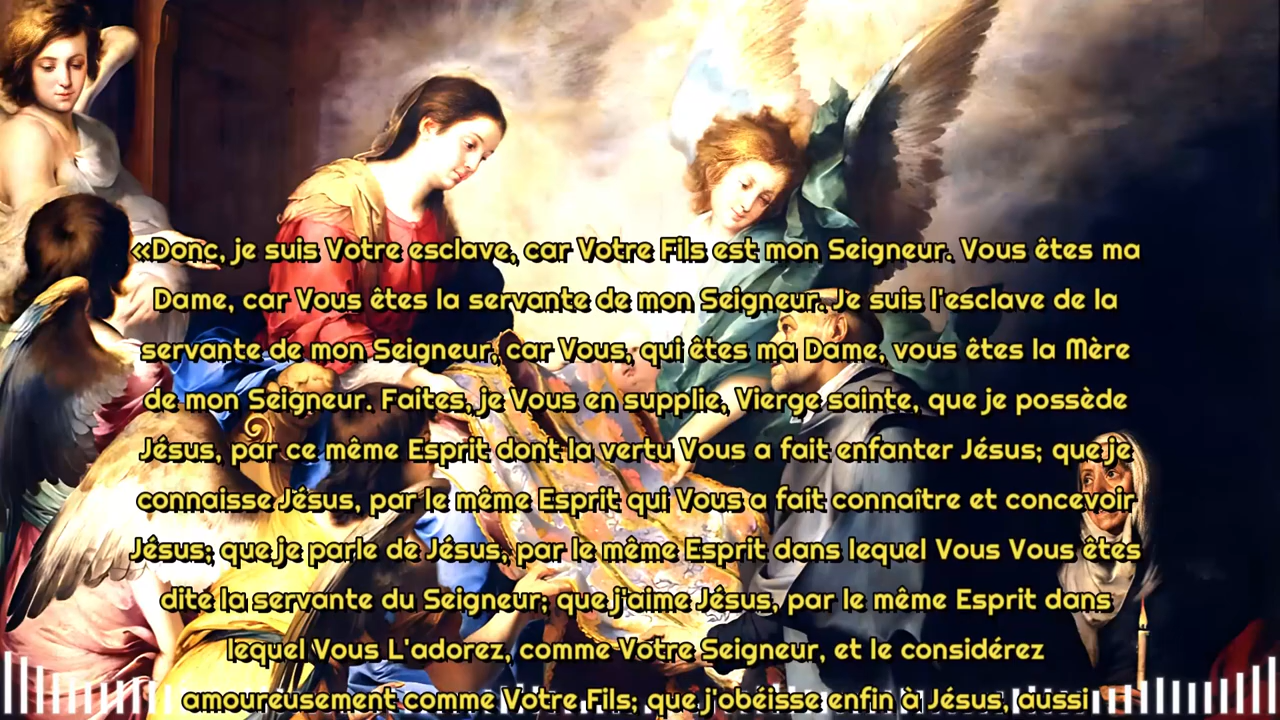 «Donc, je suis Votre esclave, car Votre Fils est mon Seigneur. Vous êtes ma
Dame, car Vous êtes la servante de mon Seigneur. Je suis l'esclave de la
servante de mon Seigneur, car Vous, qui êtes ma Dame, vous êtes la Mère
de mon Seigneur. Faites, je Vous en supplie, Vierge sainte, que je possède
Jésus, par ce même Esprit dont la vertu Vous a fait enfanter Jésus; que je
connaisse Jésus, par le même Esprit qui Vous a fait connaître et concevoir
Jésus; que je parle de Jésus, par le même Esprit dans lequel Vous Vous êtes
dite la servante du Seigneur; que j'aime Jésus, par le même Esprit dans
lequel Vous L'adorez, comme Votre Seigneur, et le considérez
amoureusement comme Votre Fils; que j'obéisse enfin à Jésus, aussi